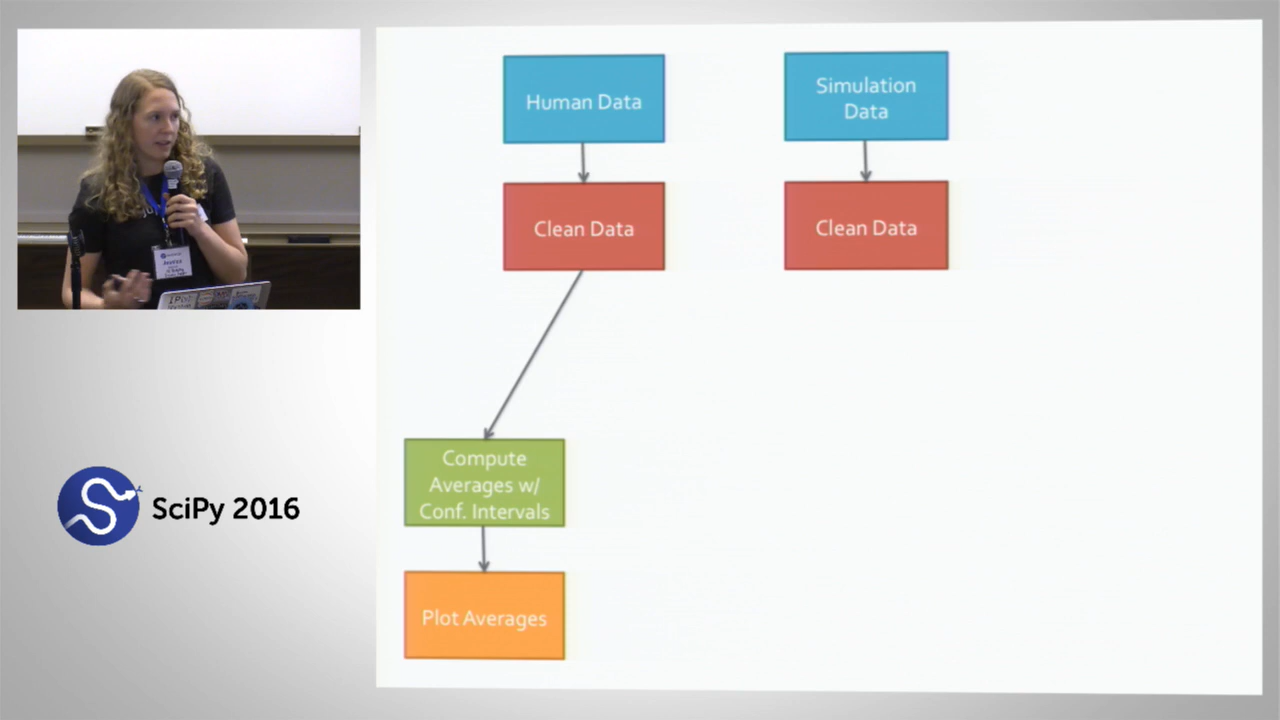 Human Data
Simulation
Data
Clean Data
Clean Data
Compute
Averages w/
Conf. Intervals
Plot Averages
SciPy 2016